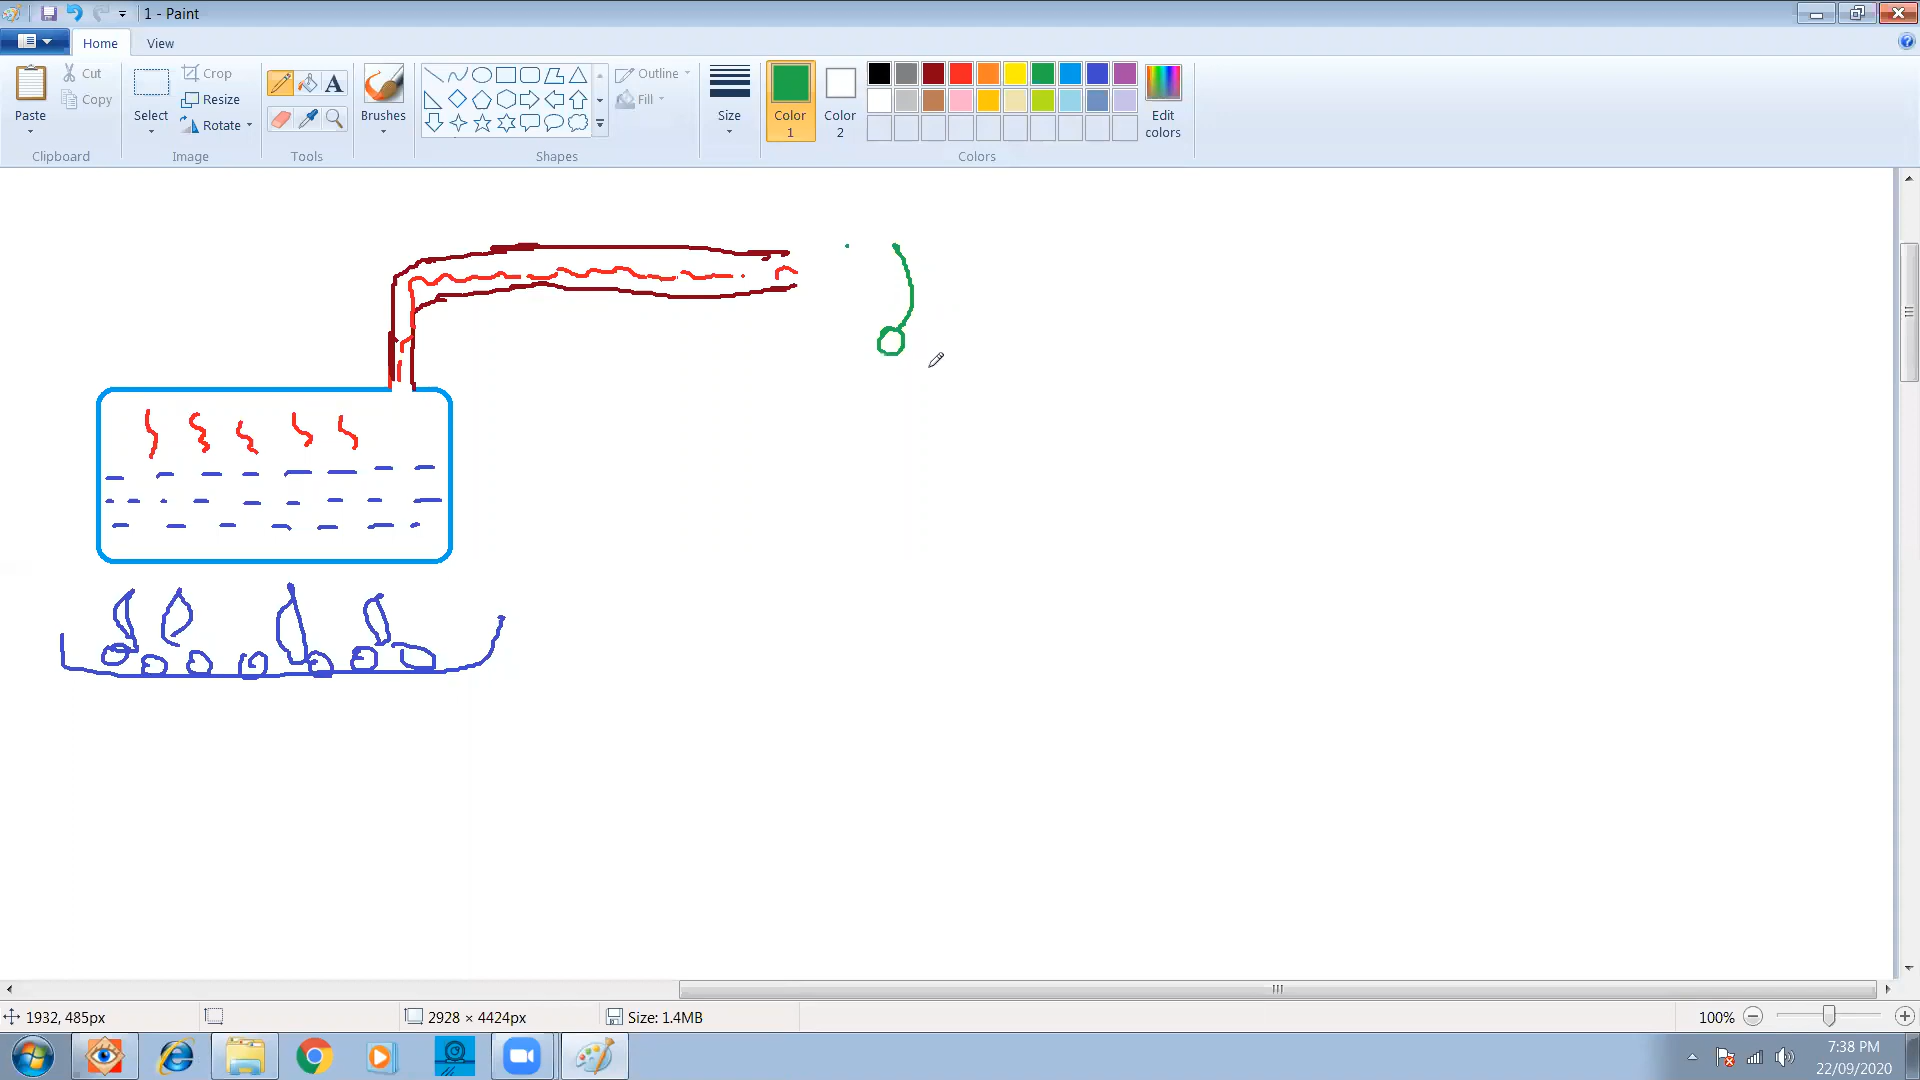 1 - Paint
Home View
Paste
Cut
Copy
Clipboard
Select
Crop
Resize
Rotate
Image
A
Tools
Brushes
Outline
Fill
Shapes
Size
Color 1
Color 2
Edit colors
Colors
1932, 485px
2928 × 4424px
Size: 1.4MB
100%
7:38 PM
22/09/2020